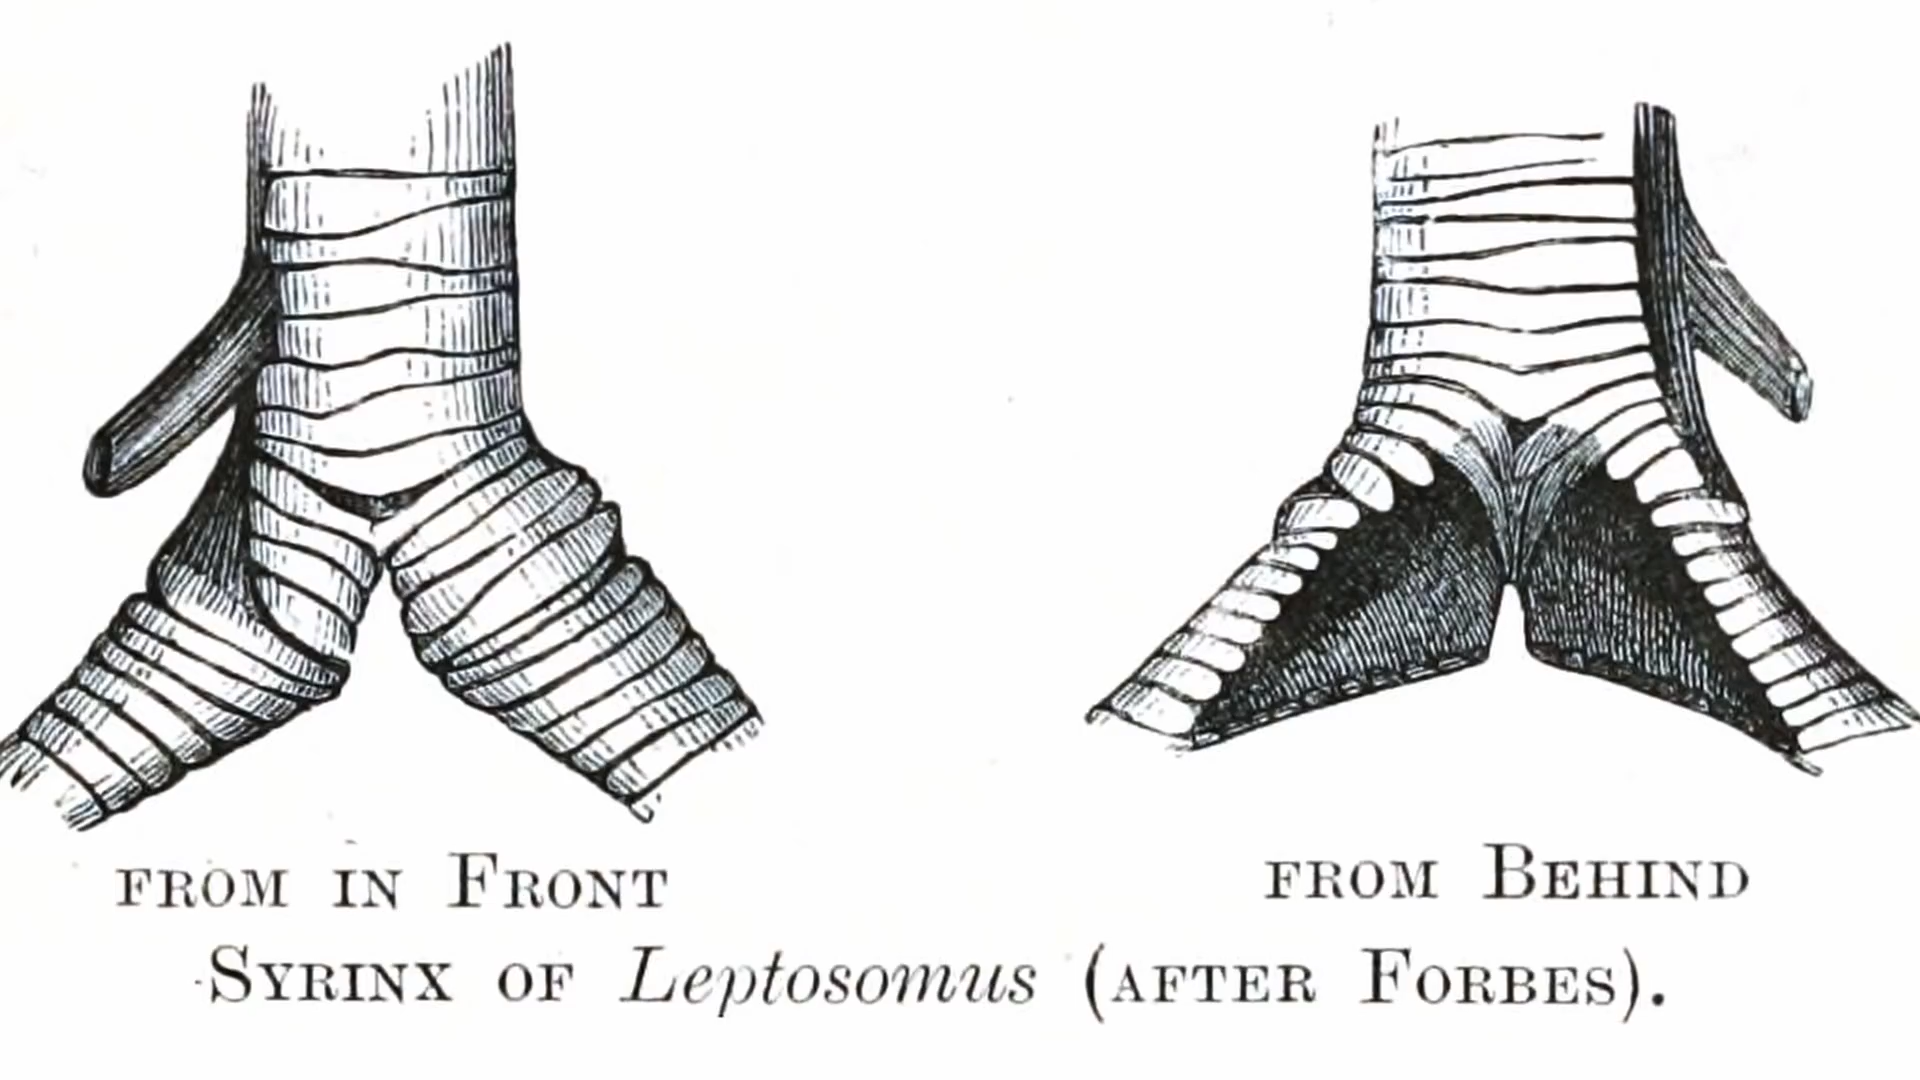 FROM IN FRONT
FROM BEHIND
SYRINX OF Leptosomus (AFTER FORBES).